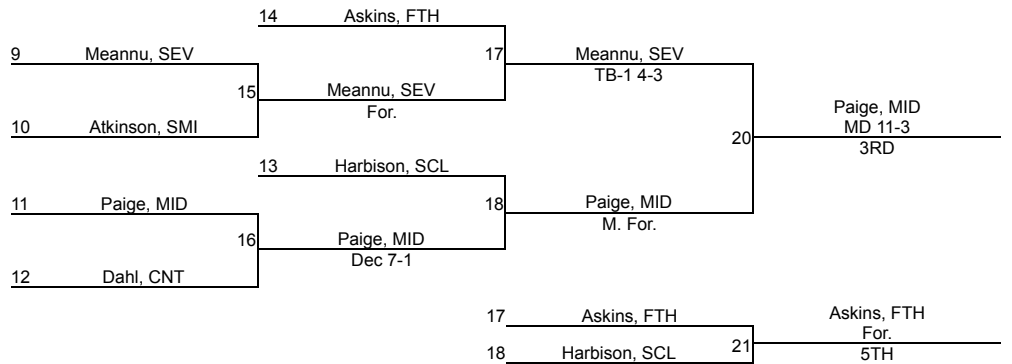 14 Askins, FTH
9 Meannu, SEV
17 Meannu, SEV
TB-1 4-3
15 Meannu, SEV
For.
10 Atkinson, SMI
Paige, MID
MD 11-3
20
3RD
13 Harbison, SCL
11 Paige, MID
18 Paige, MID
M. For.
16 Paige, MID
Dec 7-1
12 Dahl, CNT
17 Askins, FTH
Askins, FTH
For.
21
5TH
18 Harbison, SCL